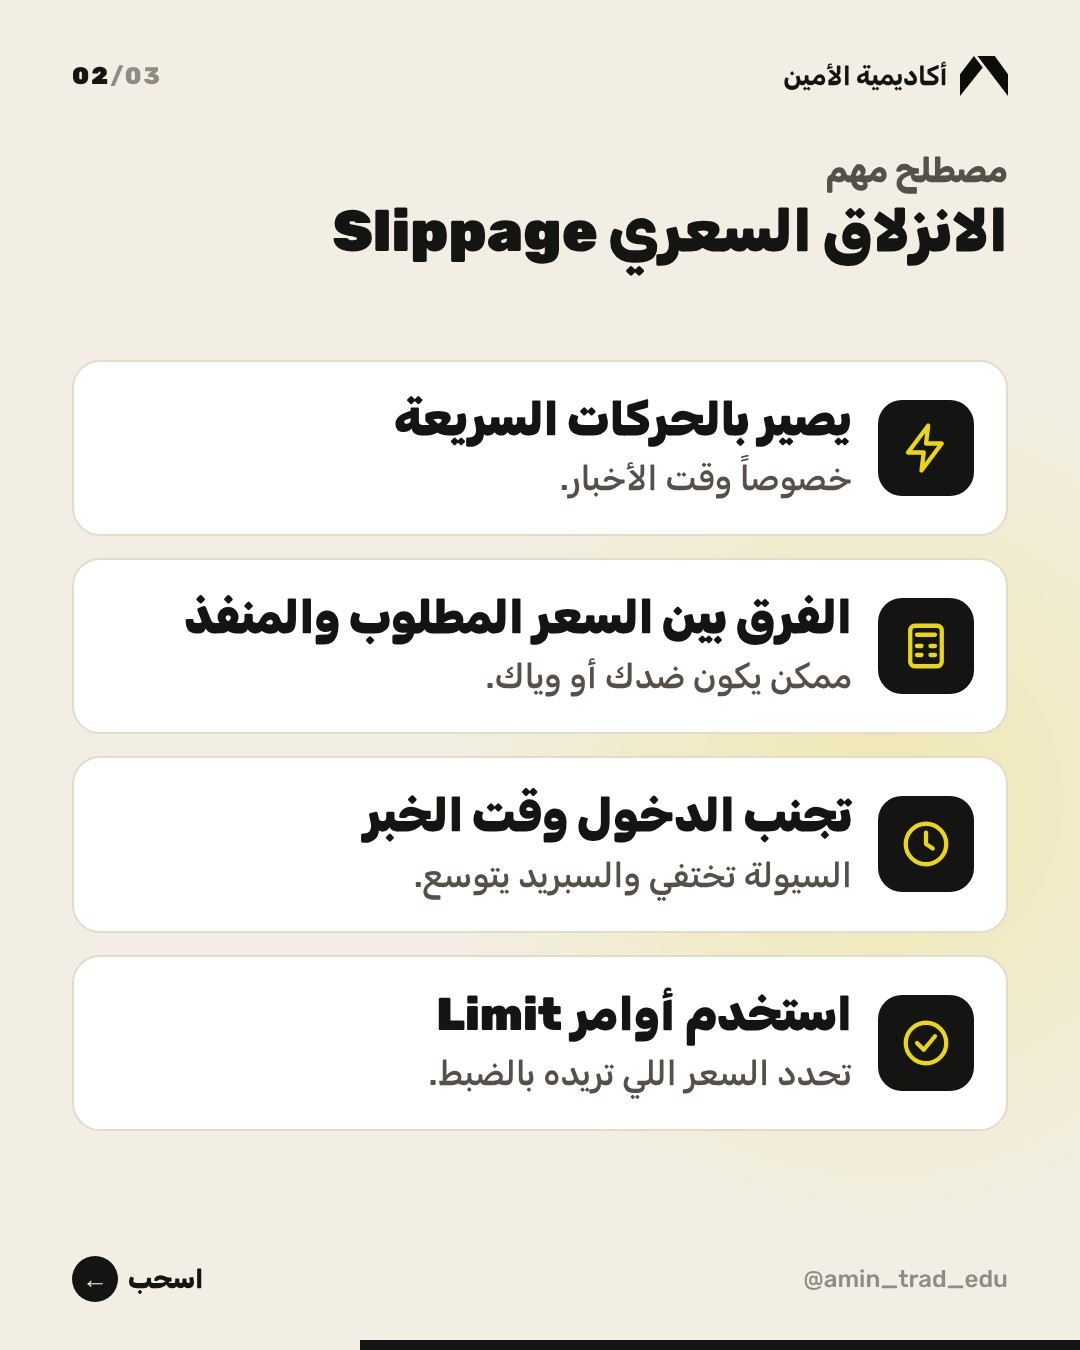 أكاديمية الأمين
02/03
مصطلح مهم
الانزلاق السعري Slippage
يصير بالحركات السريعة
خصوصاً وقت الأخبار.
الفرق بين السعر المطلوب والمنفذ
ممكن يكون ضدك أو وياك.
تجنب الدخول وقت الخبر
السيولة تختفي والسبريد يتوسع.
استخدم أوامر Limit
تحدد السعر اللي تريده بالضبط.
@amin_trad_edu
اسحب ←